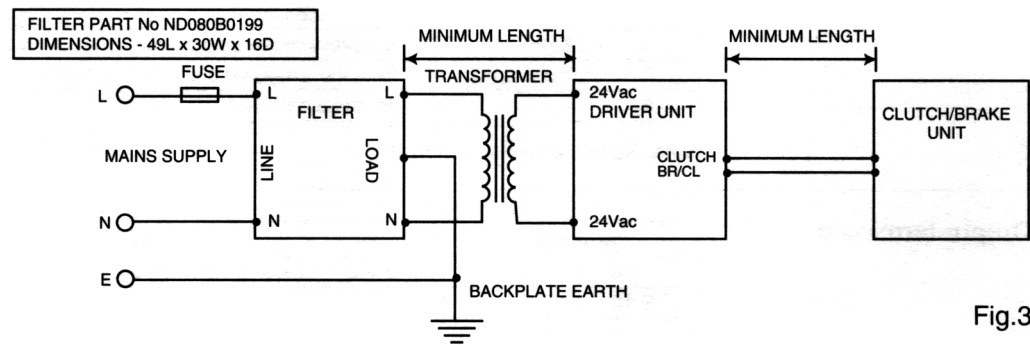 FILTER PART No ND080B0199
DIMENSIONS - 49L x 30W x 16D
MINIMUM LENGTH
MINIMUM LENGTH
FUSE
TRANSFORMER
L
L
FILTER
L
24Vac
DRIVER UNIT
CLUTCH/BRAKE
UNIT
MAINS SUPPLY
LINE
LOAD
CLUTCH
BR/CL
N
N
N
24Vac
E
BACKPLATE EARTH
Fig.3